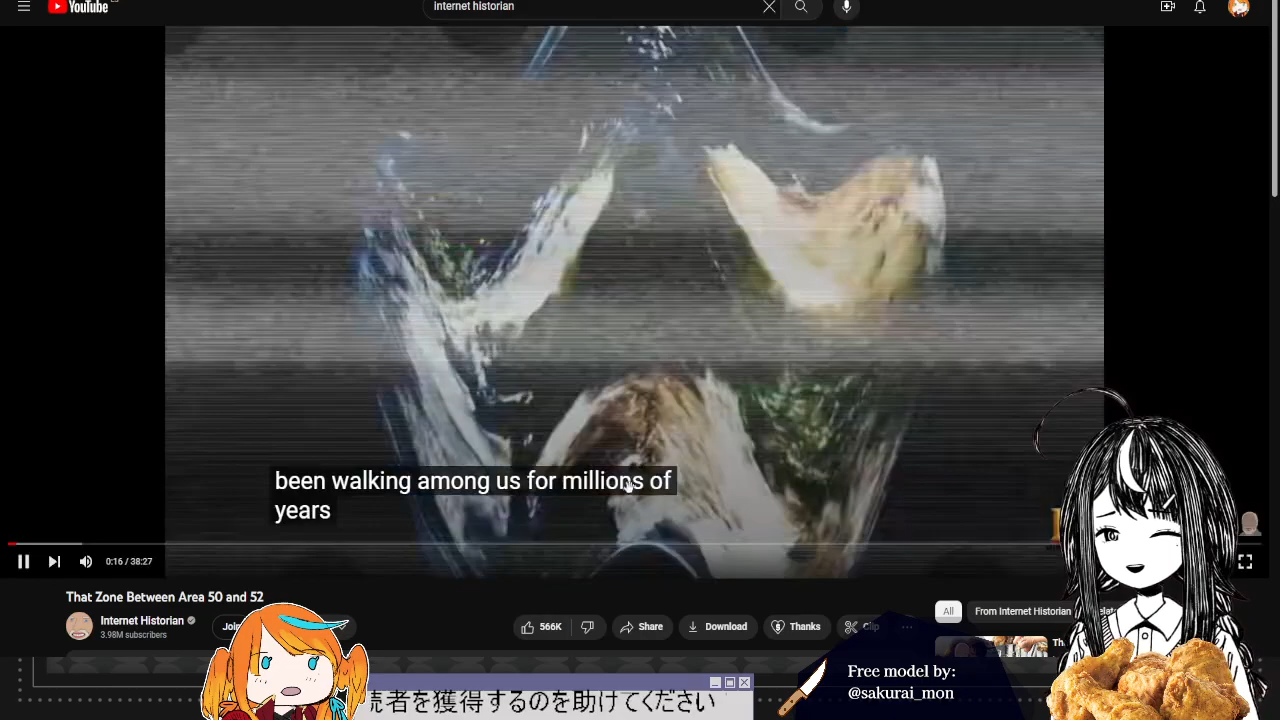 YouTube
internet historian
been walking among us for millions of
years
0:16 / 38:27
That Zone Between Area 50 and 52
Internet Historian
3.98M subscribers
566K
Share
Download
Thanks
Clip
All
From Internet Historian
Free model by:
@sakurai_mon
読者を獲得するのを助けてください